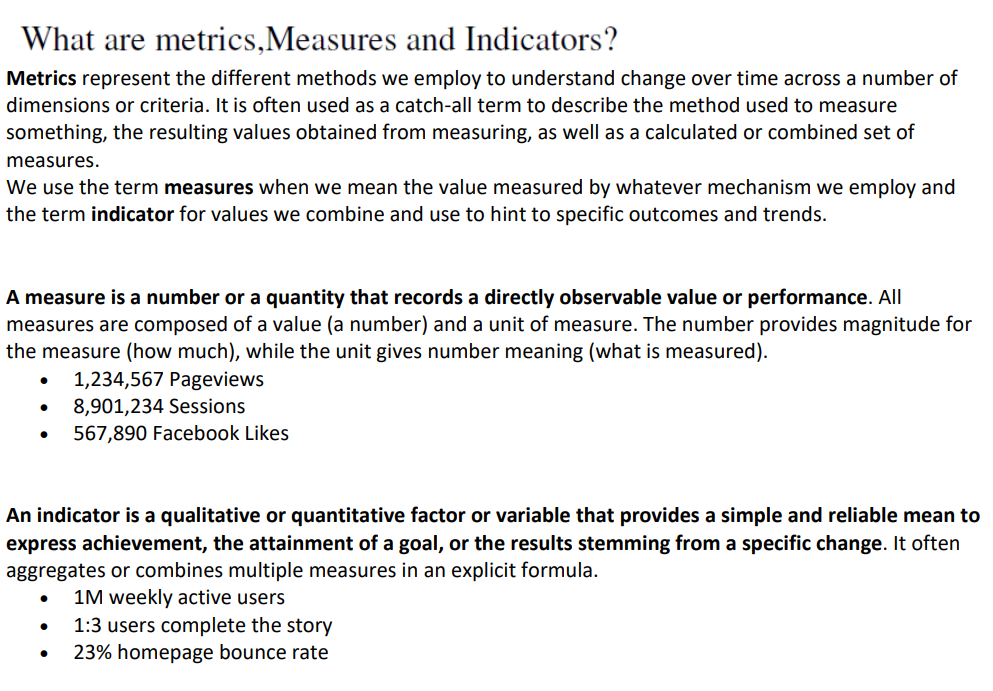 What are metrics,Measures and Indicators?
Metrics represent the different methods we employ to understand change over time across a number of
dimensions or criteria. It is often used as a catch-all term to describe the method used to measure
something, the resulting values obtained from measuring, as well as a calculated or combined set of
measures.
We use the term measures when we mean the value measured by whatever mechanism we employ and
the term indicator for values we combine and use to hint to specific outcomes and trends.
A measure is a number or a quantity that records a directly observable value or performance. All
measures are composed of a value (a number) and a unit of measure. The number provides magnitude for
the measure (how much), while the unit gives number meaning (what is measured).
• 1,234,567 Pageviews
• 8,901,234 Sessions
• 567,890 Facebook Likes
An indicator is a qualitative or quantitative factor or variable that provides a simple and reliable mean to
express achievement, the attainment of a goal, or the results stemming from a specific change. It often
aggregates or combines multiple measures in an explicit formula.
• 1M weekly active users
• 1:3 users complete the story
• 23% homepage bounce rate